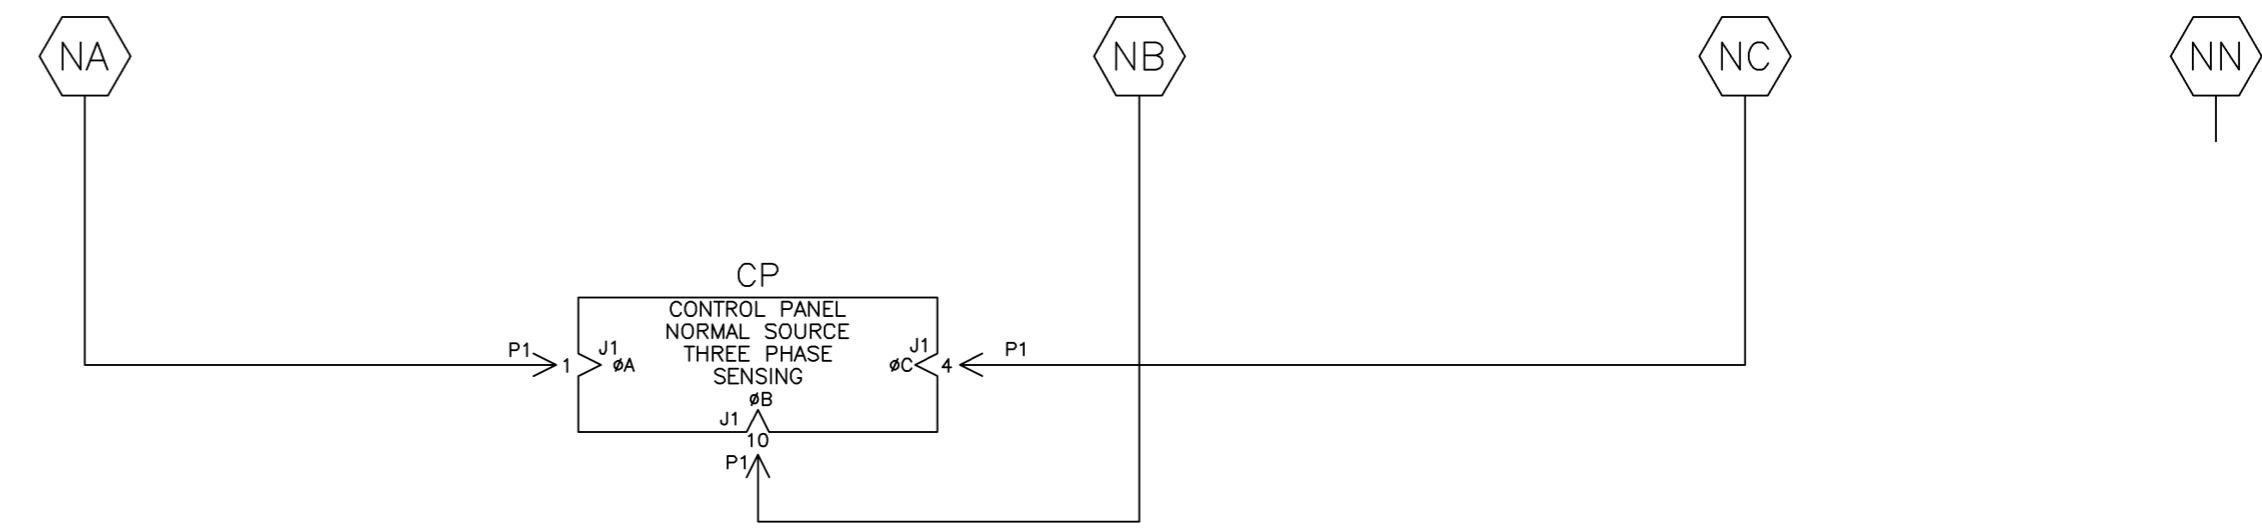 NA
NB
NC
NN
CP
CONTROL PANEL
NORMAL SOURCE
THREE PHASE
SENSING
P1
1
J1
øA
J1
øC
4
P1
øB
J1
10
P1